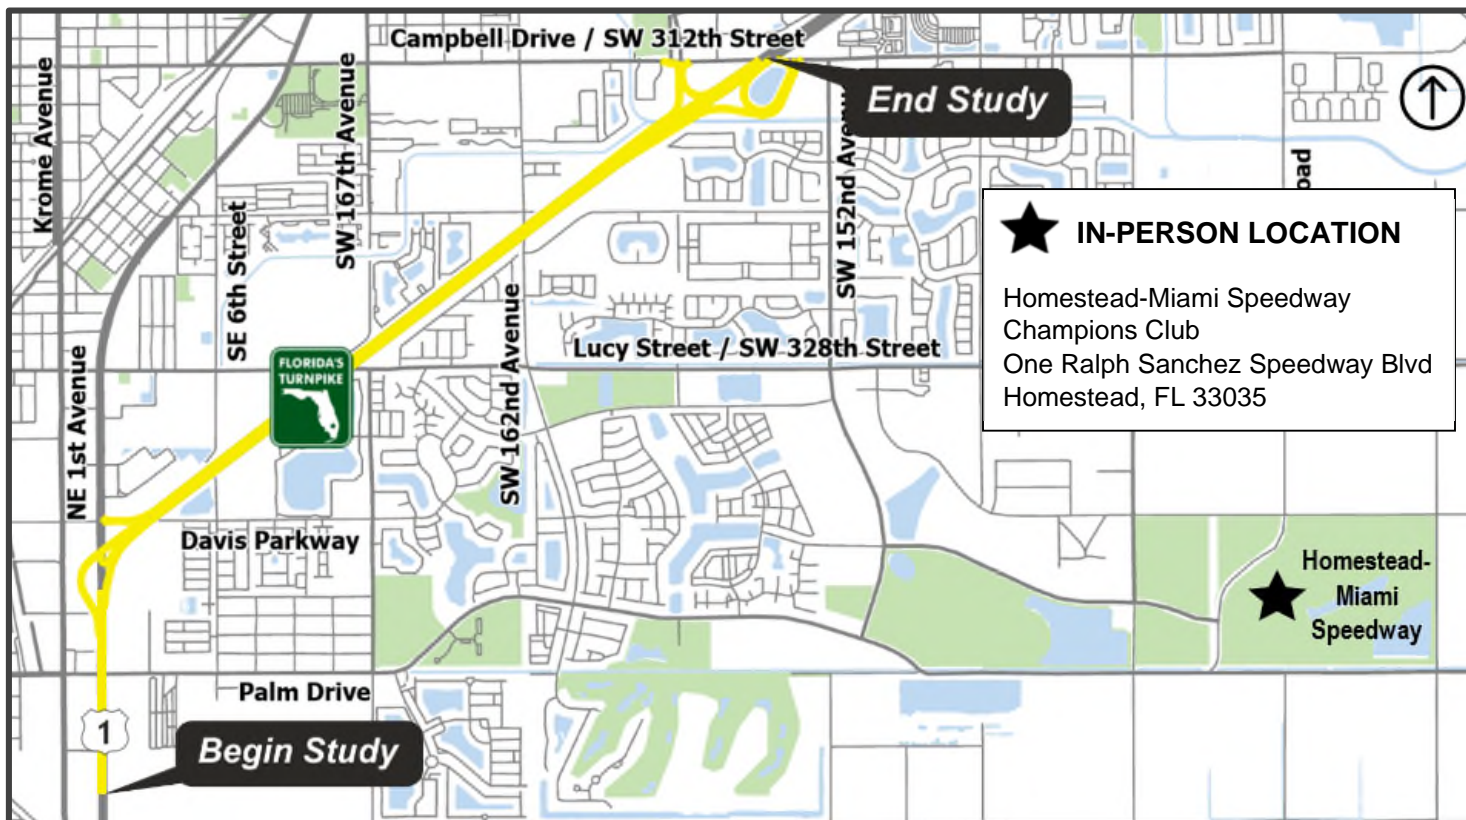 Campbell Drive / SW 312th Street
End Study
Krome Avenue
SW 167th Avenue
SW 152nd Avenu
oad
IN-PERSON LOCATION
Homestead-Miami Speedway
Champions Club
One Ralph Sanchez Speedway Blvd
Homestead, FL 33035
SE 6th Street
SW 162nd Avenue
Lucy Street / SW 328th Street
FLORIDA'S
TURNPIKE
NE 1st Avenue
Davis Parkway
Homestead-
Miami
Speedway
Palm Drive
1
Begin Study